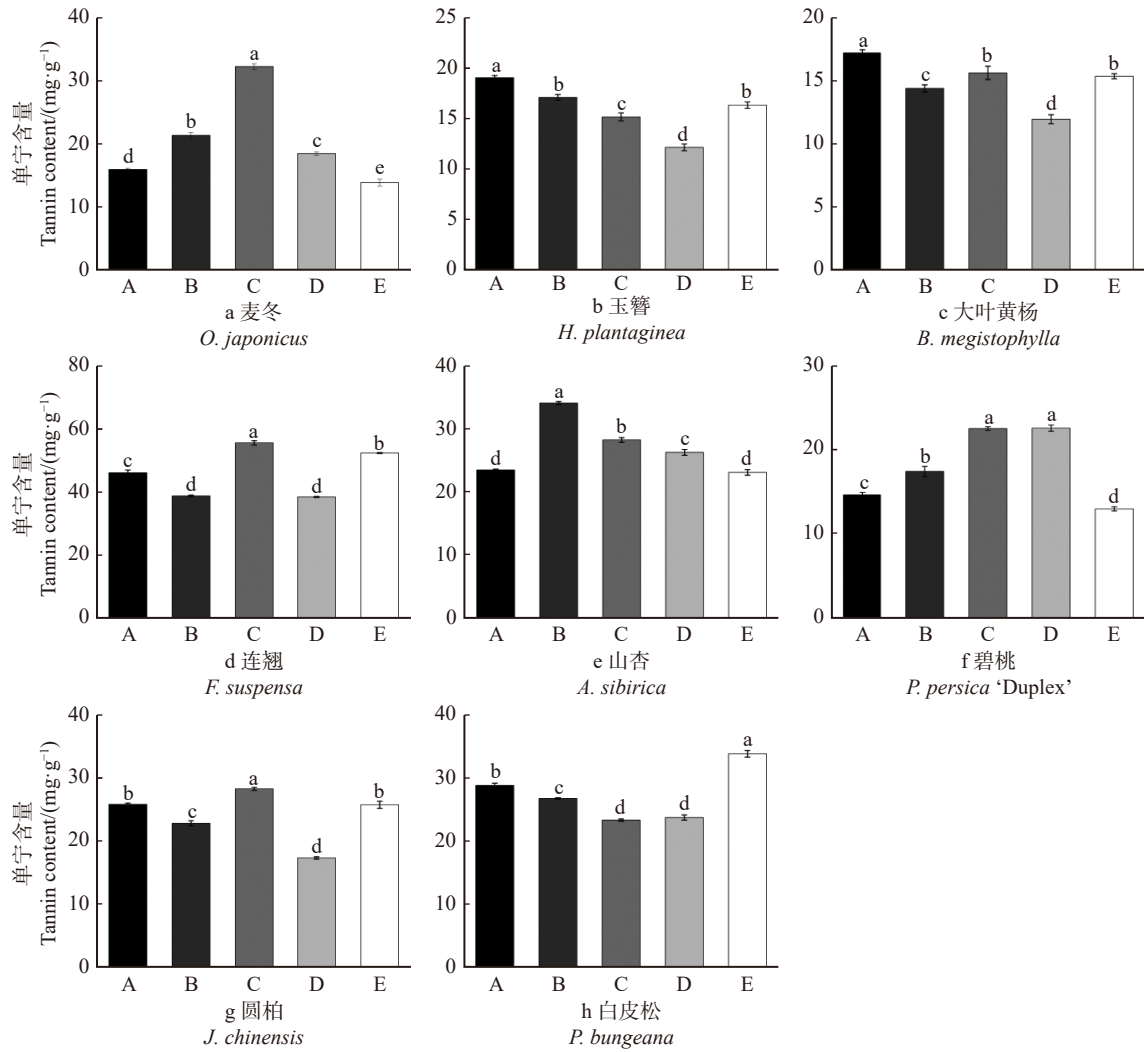 单宁含量
Tannin content/(mg·g⁻¹)
40
30
20
10
0
d
b
a
c
e
A B C D E
a 麦冬
O. japonicus
25
20
15
10
5
0
a
b
c
d
b
A B C D E
b 玉簪
H. plantaginea
20
15
10
5
0
a
c
b
d
b
A B C D E
c 大叶黄杨
B. megistophylla
单宁含量
Tannin content/(mg·g⁻¹)
80
60
40
20
0
c
d
a
d
b
A B C D E
d 连翘
F. suspensa
40
30
20
10
0
d
a
b
c
d
A B C D E
e 山杏
A. sibirica
30
20
10
0
c
b
a
a
d
A B C D E
f 碧桃
P. persica ‘Duplex’
单宁含量
Tannin content/(mg·g⁻¹)
40
30
20
10
0
b
c
a
d
b
A B C D E
g 圆柏
J. chinensis
40
30
20
10
0
b
c
d
d
a
A B C D E
h 白皮松
P. bungeana